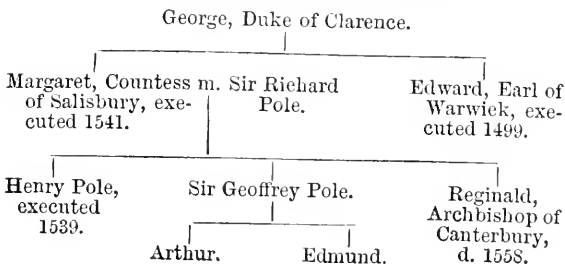 George, Duke of Clarence.
Margaret, Countess m. Sir Richard
of Salisbury, exe- Pole.
cuted 1541.
Edward, Earl of
Warwick, exe-
cuted 1499.
Henry Pole,
executed
1539.
Sir Geoffrey Pole.
Reginald,
Archbishop of
Canterbury,
d. 1558.
Arthur. Edmund.